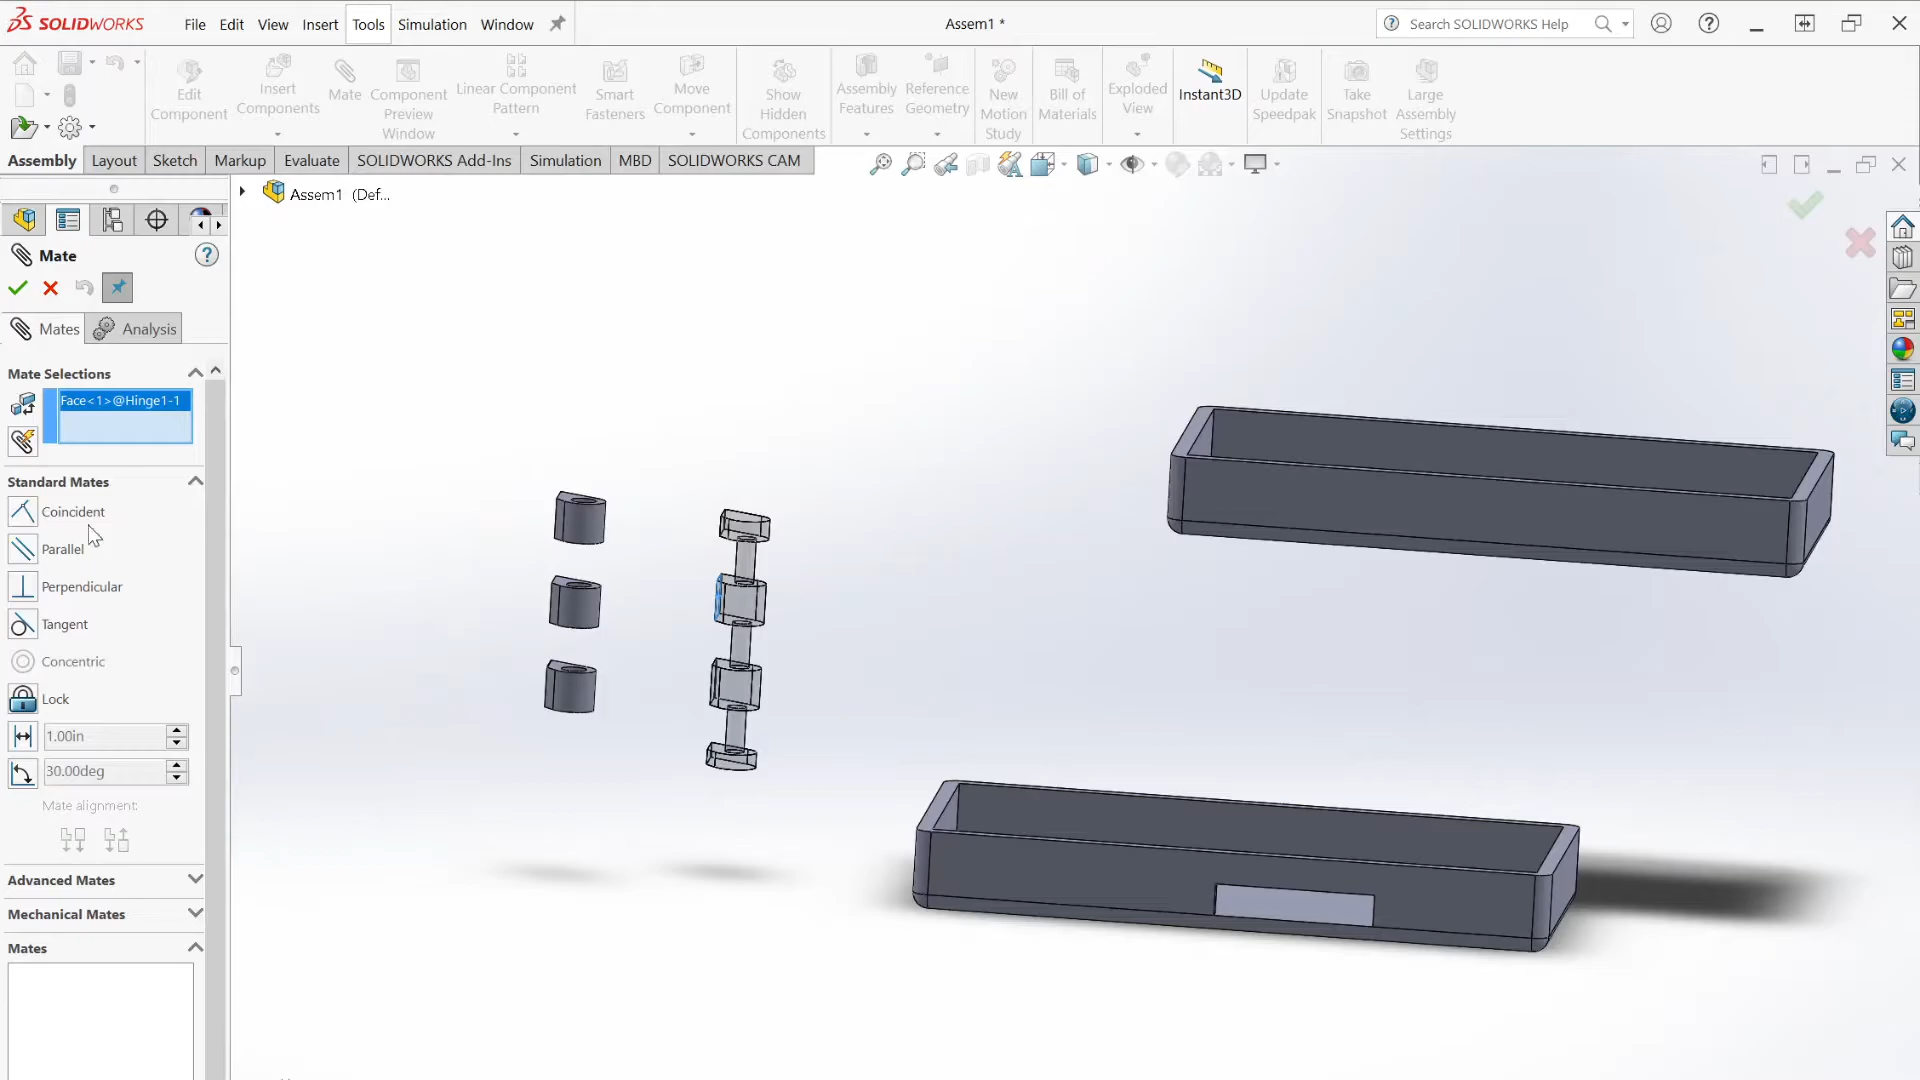 SOLIDWORKS File Edit View Insert Tools Simulation Window Assem1 * Search SOLIDWORKS Help
Edit Component
Insert Components
Mate
Component Preview Window
Linear Component Pattern
Smart Fasteners
Move Component
Show Hidden Components
Assembly Features
Reference Geometry
New Motion Study
Bill of Materials
Exploded View
Instant3D
Update Speedpak
Take Snapshot
Large Assembly Settings
Assembly Layout Sketch Markup Evaluate SOLIDWORKS Add-Ins Simulation MBD SOLIDWORKS CAM
Assem1 (Def...
Mate
Mates Analysis
Mate Selections
Face<1>@Hinge1-1
Standard Mates
Coincident
Parallel
Perpendicular
Tangent
Concentric
Lock
1.00in
30.00deg
Mate alignment:
Advanced Mates
Mechanical Mates
Mates